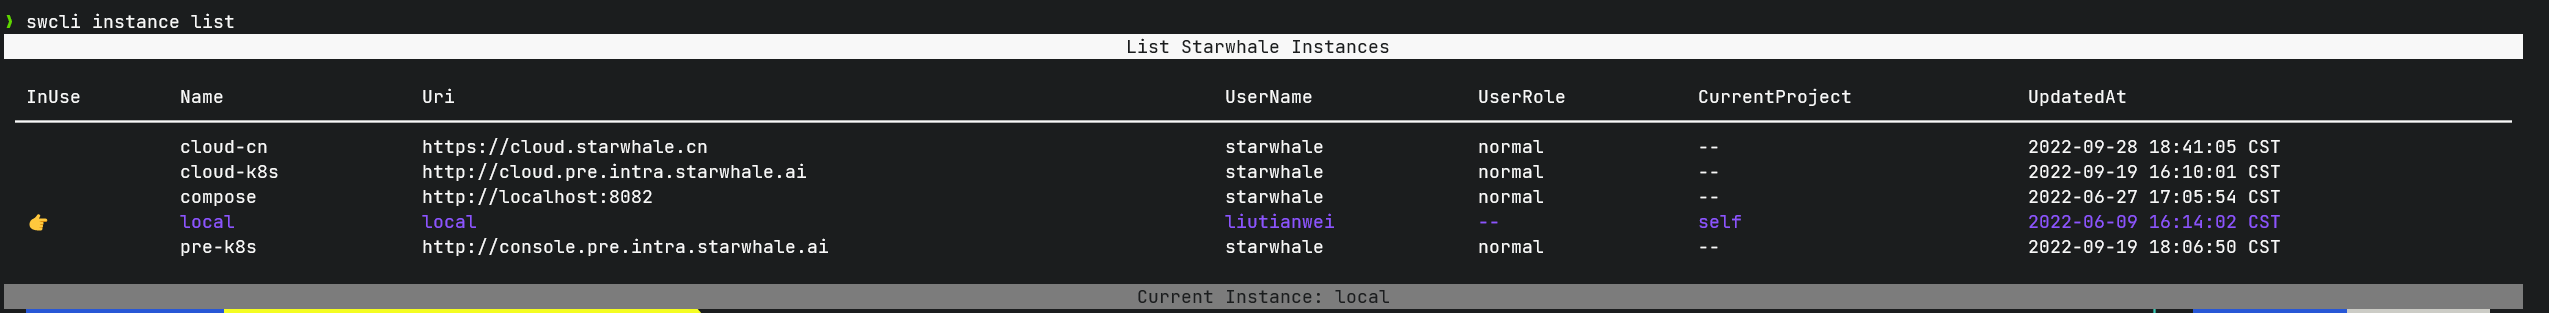 ❯ swcli instance list
List Starwhale Instances
InUse Name Uri UserName UserRole CurrentProject UpdatedAt
cloud-cn https://cloud.starwhale.cn starwhale normal -- 2022-09-28 18:41:05 CST
cloud-k8s http://cloud.pre.intra.starwhale.ai starwhale normal -- 2022-09-19 16:10:01 CST
compose http://localhost:8082 starwhale normal -- 2022-06-27 17:05:54 CST
👉 local local liutianwei -- self 2022-06-09 16:14:02 CST
pre-k8s http://console.pre.intra.starwhale.ai starwhale normal -- 2022-09-19 18:06:50 CST
Current Instance: local